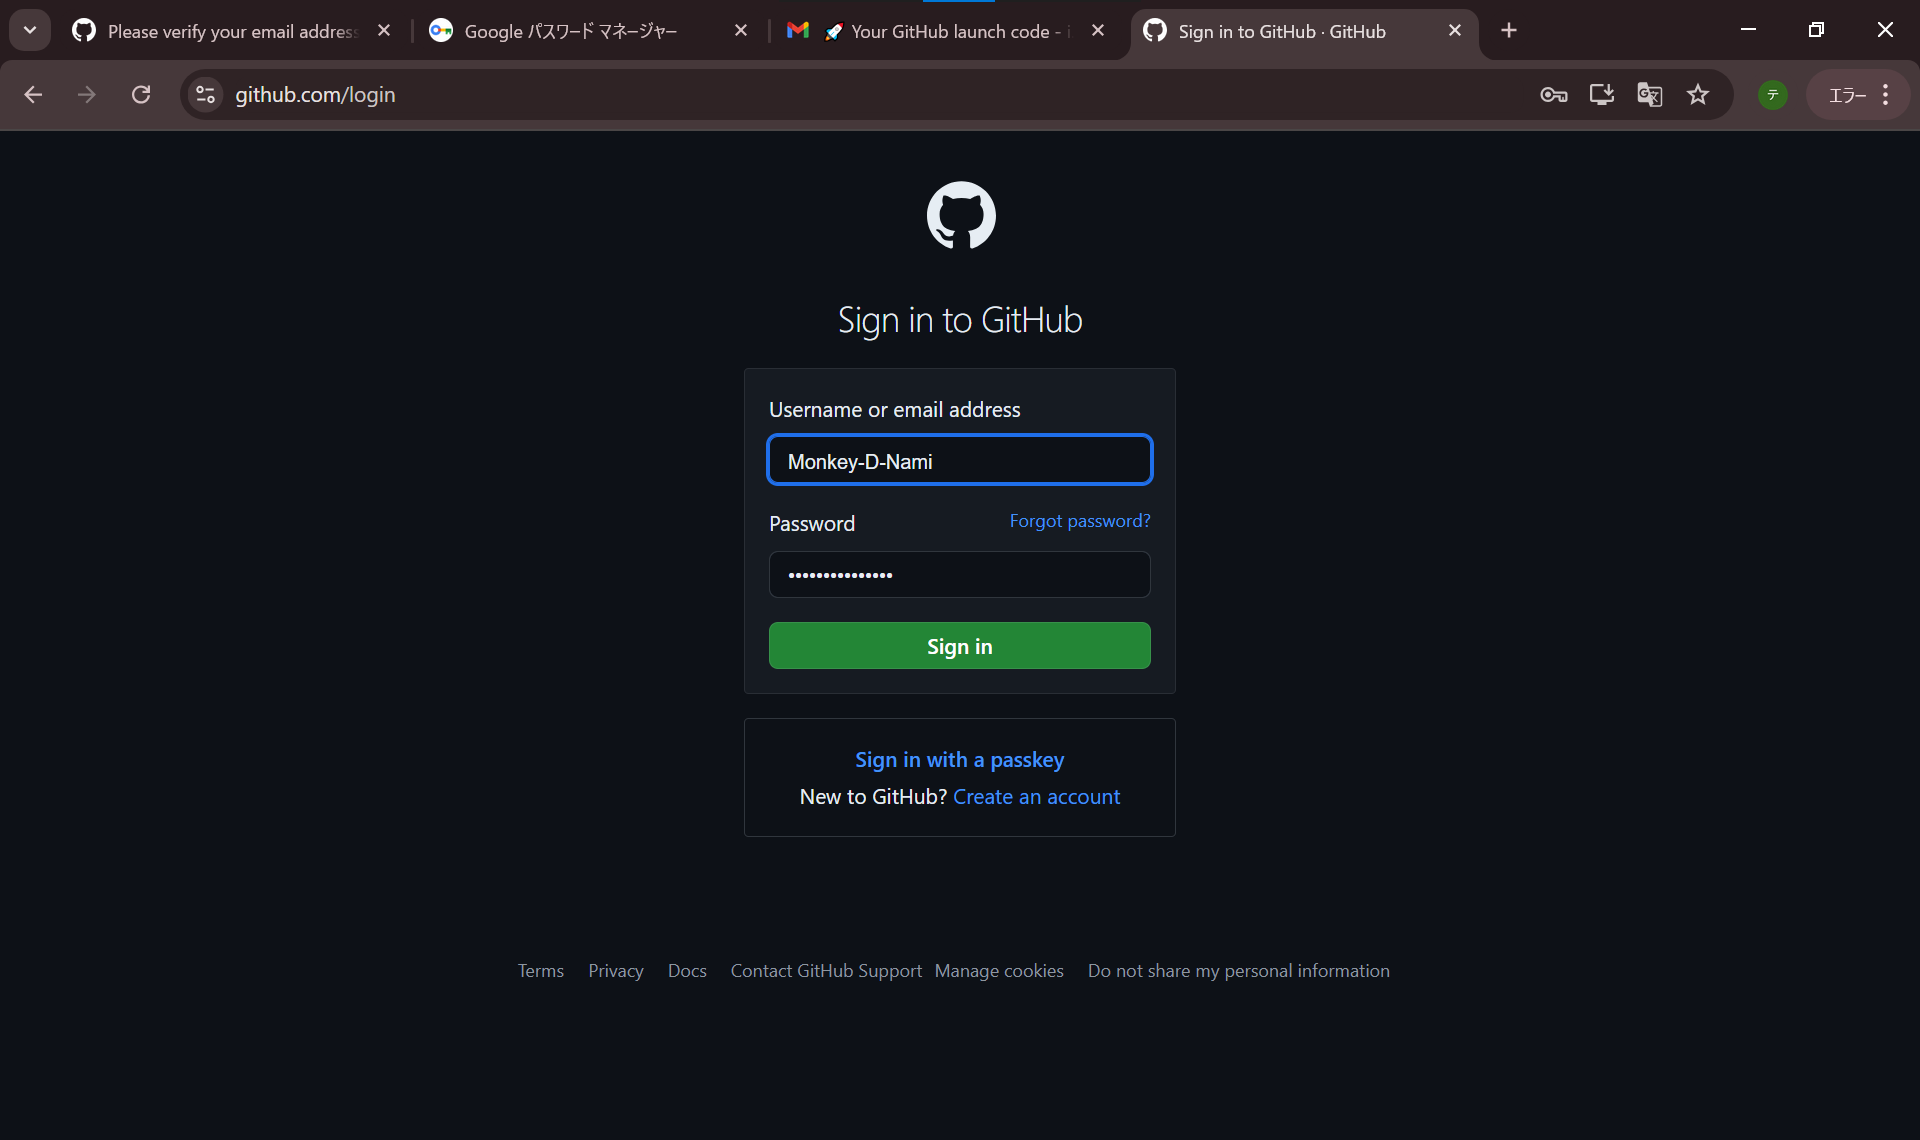 Please verify your email address
Google パスワード マネージャー
🚀 Your GitHub launch code - i
Sign in to GitHub · GitHub
github.com/login
テ
エラー
Sign in to GitHub
Username or email address
Monkey-D-Nami
Password
Forgot password?
•••••••••••••••
Sign in
Sign in with a passkey
New to GitHub? Create an account
Terms Privacy Docs Contact GitHub Support Manage cookies Do not share my personal information